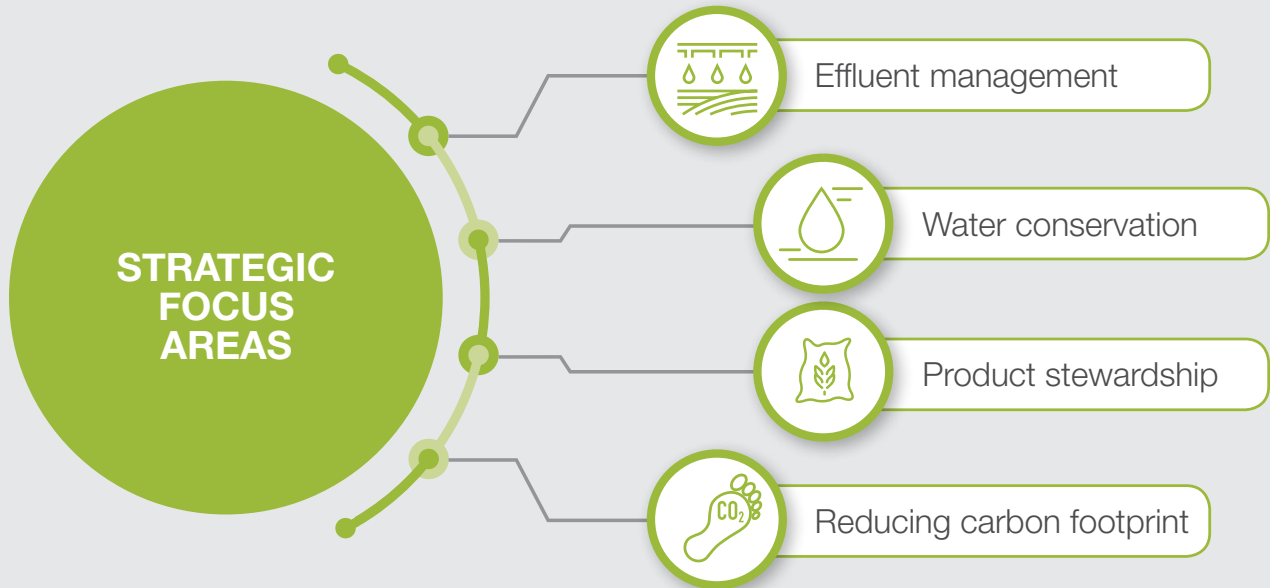 STRATEGIC
FOCUS
AREAS
Effluent management
Water conservation
Product stewardship
CO₂
Reducing carbon footprint